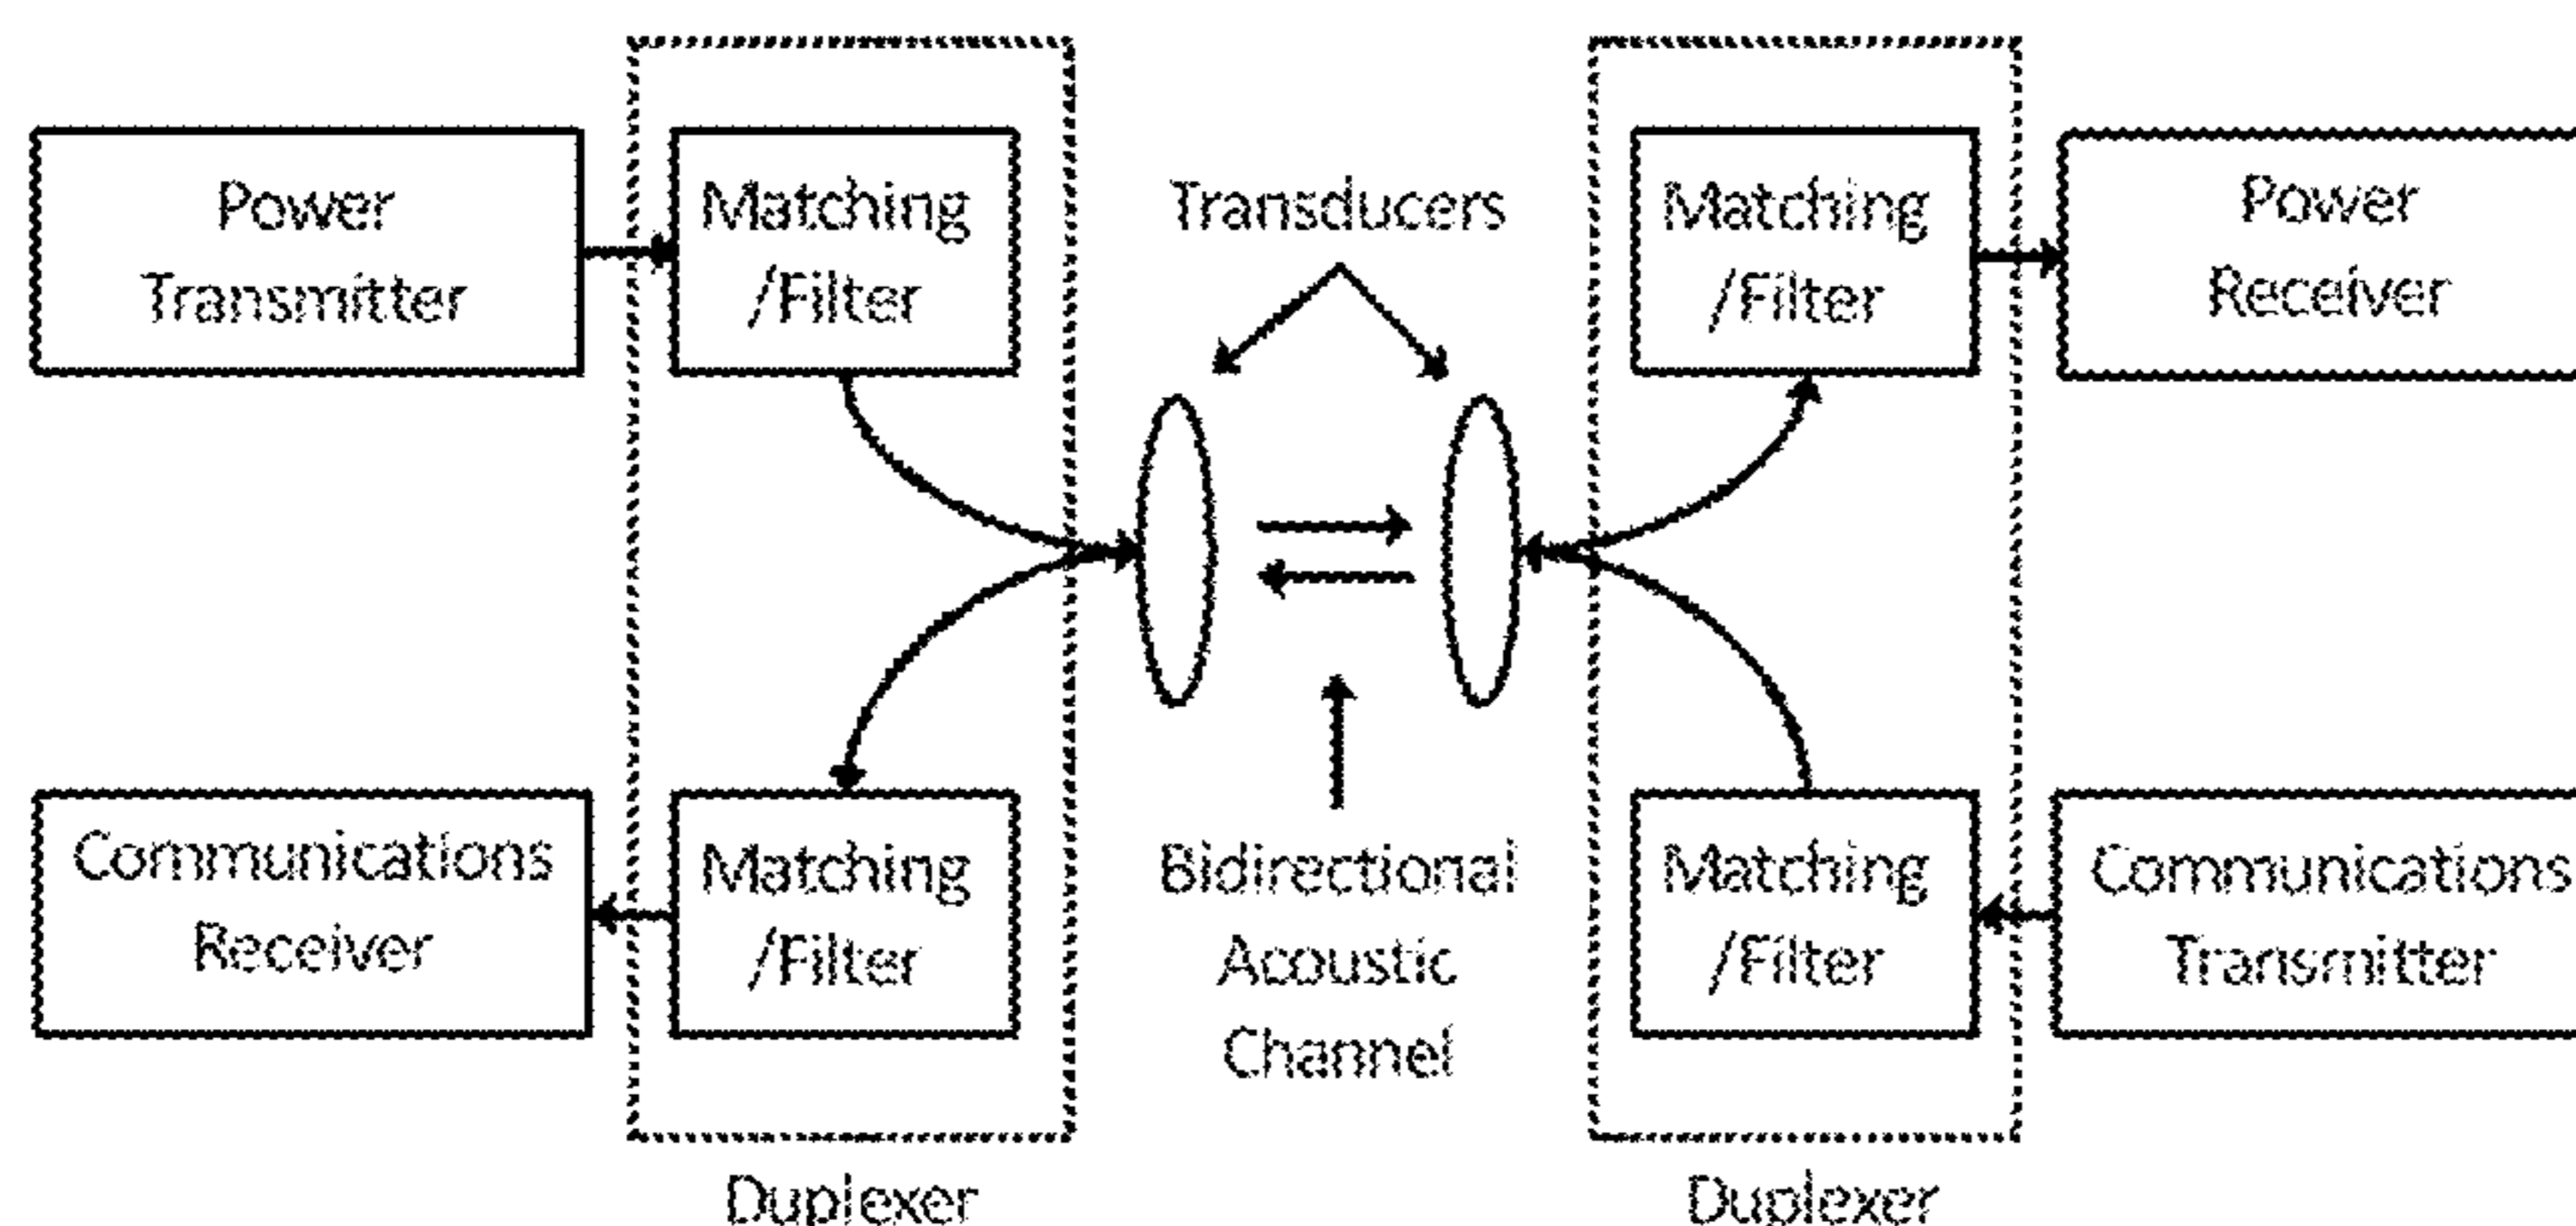 Power
Transmitter
Matching
/Filter
Transducers
Matching
/Filter
Power
Receiver
Communications
Receiver
Matching
/Filter
Bidirectional
Acoustic
Channel
Matching
/Filter
Communications
Transmitter
Duplexer
Duplexer